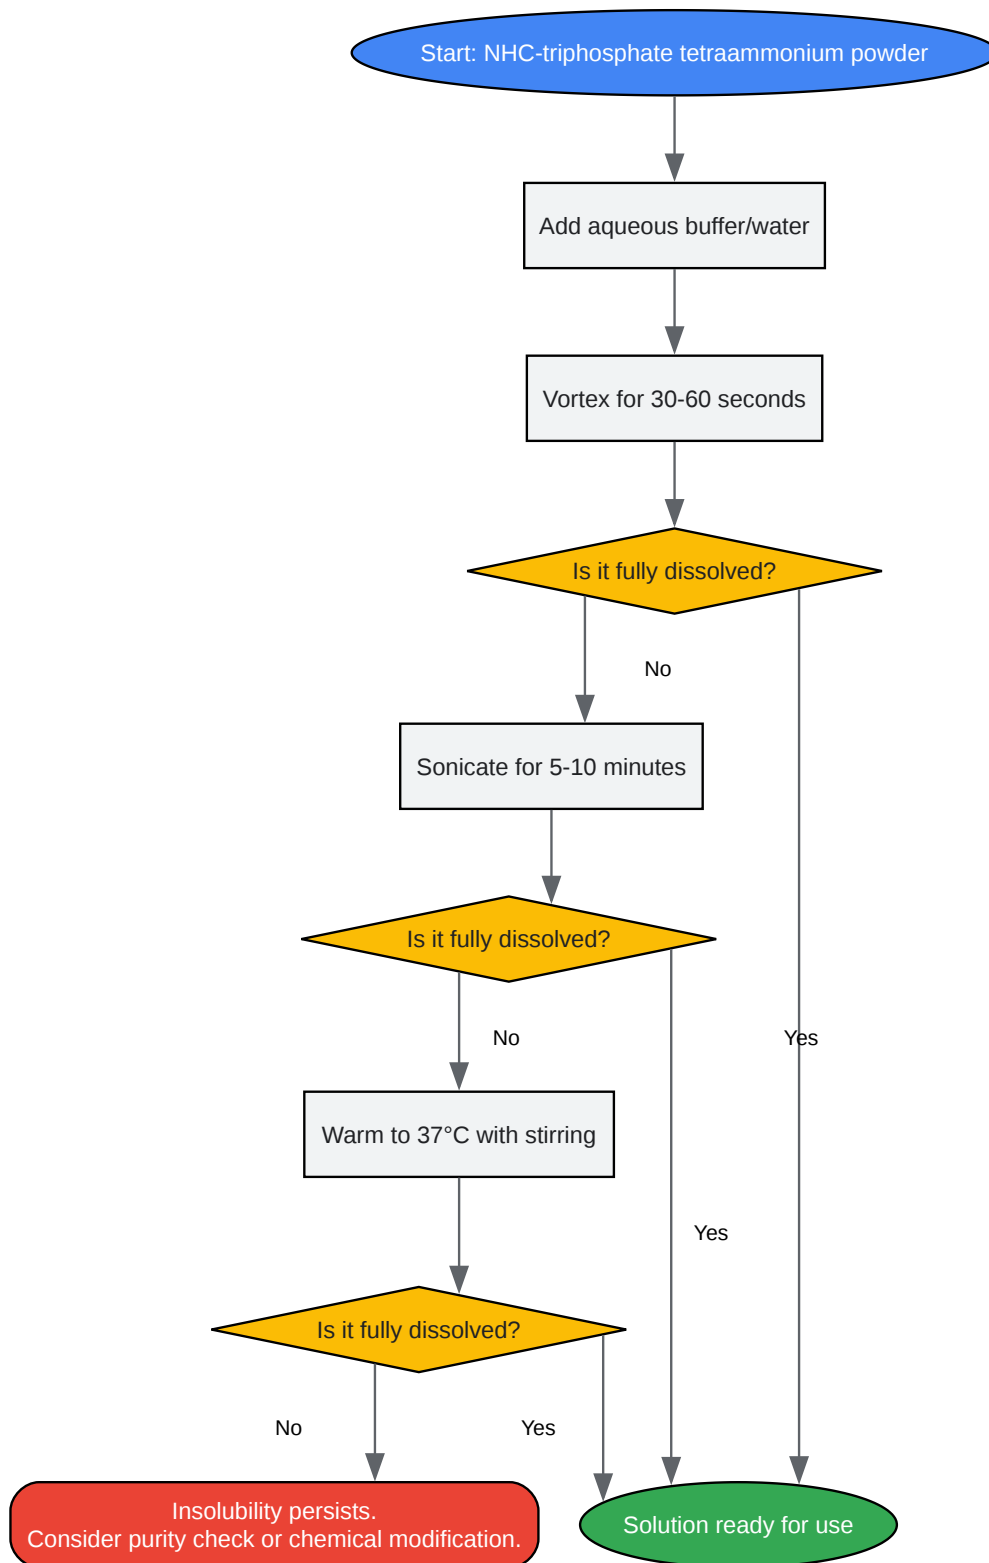 Start: NHC-triphosphate tetraammonium powder
Add aqueous buffer/water
Vortex for 30-60 seconds
Is it fully dissolved?
No
Sonicate for 5-10 minutes
Is it fully dissolved?
No
Yes
Warm to 37°C with stirring
Yes
Is it fully dissolved?
No
Yes
Insolubility persists.
Consider purity check or chemical modification.
Solution ready for use